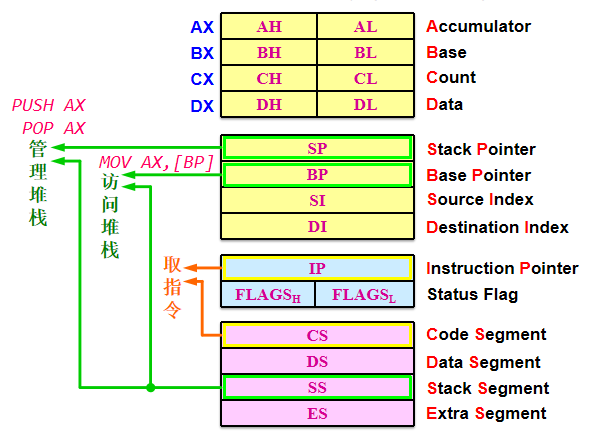 AX AH AL Accumulator
BX BH BL Base
CX CH CL Count
DX DH DL Data
PUSH AX
POP AX
管理堆栈
MOV AX,[BP]
访问堆栈
SP Stack Pointer
BP Base Pointer
SI Source Index
DI Destination Index
取指令
IP Instruction Pointer
FLAGSH FLAGSL Status Flag
CS Code Segment
DS Data Segment
SS Stack Segment
ES Extra Segment